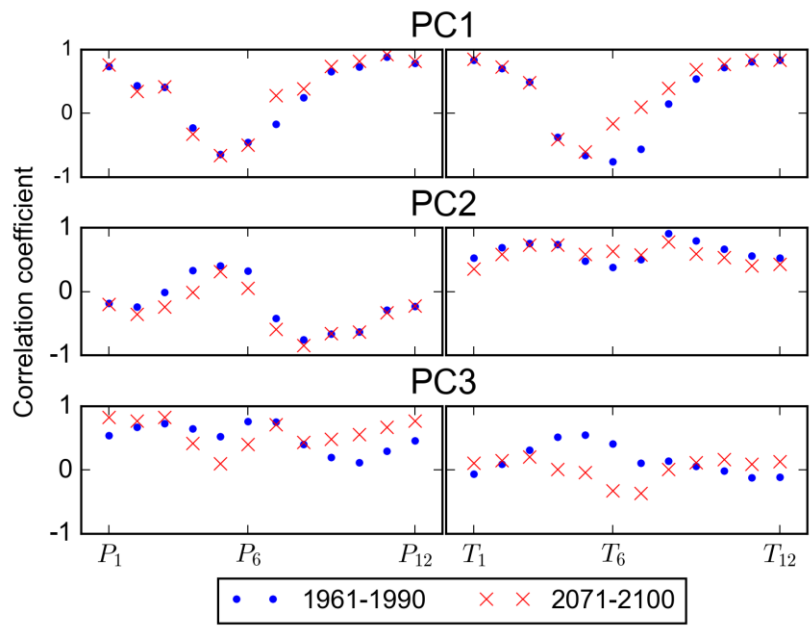 PC1
1
0
-1
PC2
1
0
-1
PC3
1
0
-1
Correlation coefficient
P1 P6 P12 T1 T6 T12
1961-1990 2071-2100